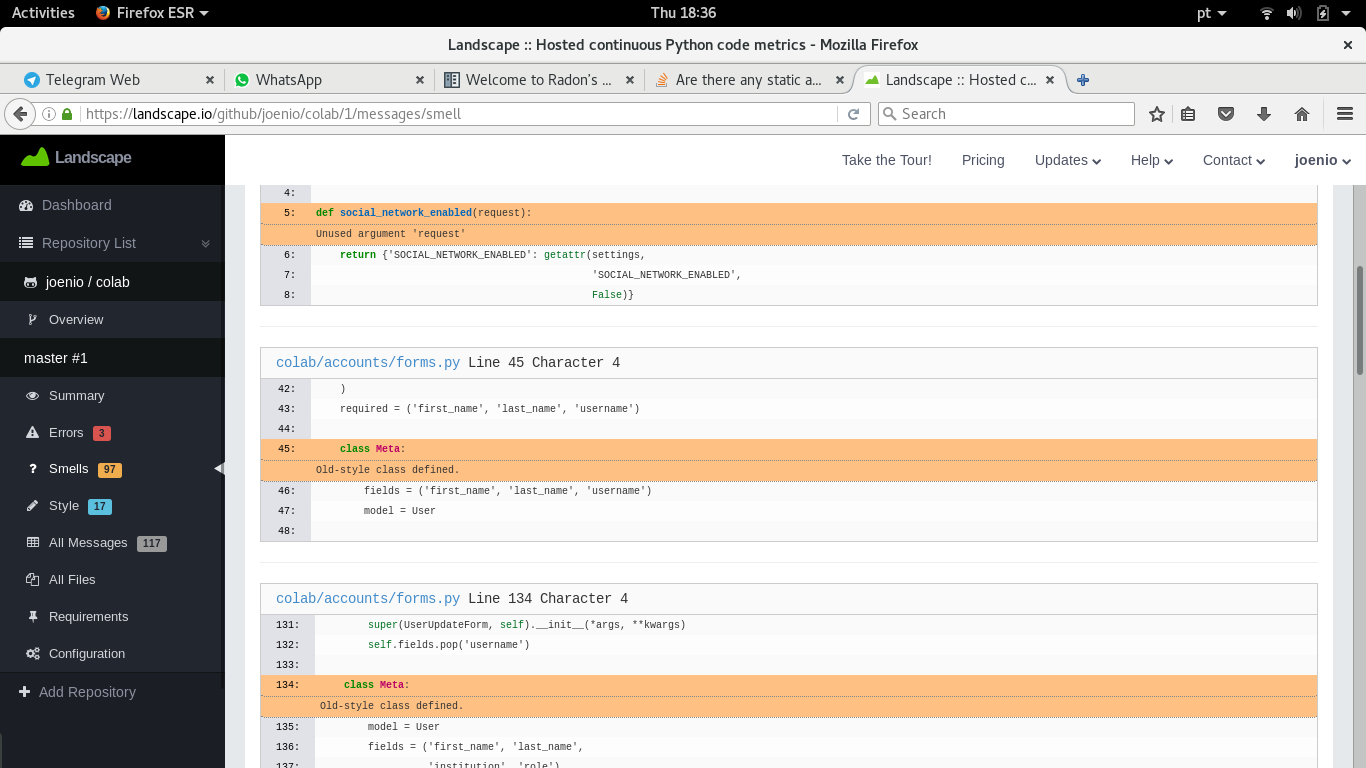 Activities Firefox ESR Thu 18:36 pt
Landscape :: Hosted continuous Python code metrics - Mozilla Firefox ×
Telegram Web × WhatsApp × Welcome to Radon's ... × Are there any static a... × Landscape :: Hosted c... ×
https://landscape.io/github/joenio/colab/1/messages/smell Search
Landscape Take the Tour! Pricing Updates Help Contact joenio
Dashboard
Repository List
joenio / colab
Overview
master #1
Summary
Errors 3
? Smells 97
Style 17
All Messages 117
All Files
Requirements
Configuration
Add Repository
4:
5: def social_network_enabled(request):
Unused argument 'request'
6: return {'SOCIAL_NETWORK_ENABLED': getattr(settings,
7: 'SOCIAL_NETWORK_ENABLED',
8: False)}
colab/accounts/forms.py Line 45 Character 4
42: )
43: required = ('first_name', 'last_name', 'username')
44:
45: class Meta:
Old-style class defined.
46: fields = ('first_name', 'last_name', 'username')
47: model = User
48:
colab/accounts/forms.py Line 134 Character 4
131: super(UserUpdateForm, self).__init__(*args, **kwargs)
132: self.fields.pop('username')
133:
134: class Meta:
Old-style class defined.
135: model = User
136: fields = ('first_name', 'last_name',
137: 'institution', 'role')